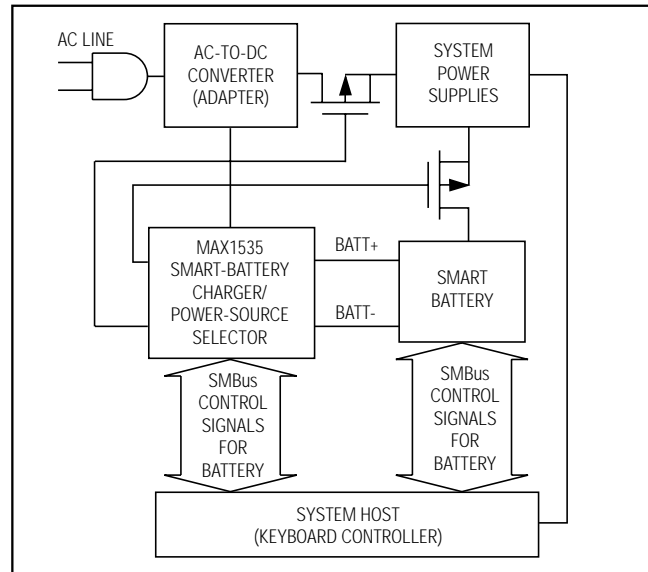 AC LINE
AC-TO-DC
CONVERTER
(ADAPTER)
SYSTEM
POWER
SUPPLIES
MAX1535
SMART-BATTERY
CHARGER/
POWER-SOURCE
SELECTOR
BATT+
BATT-
SMART
BATTERY
SMBus
CONTROL
SIGNALS
FOR
BATTERY
SMBus
CONTROL
SIGNALS
FOR
BATTERY
SYSTEM HOST
(KEYBOARD CONTROLLER)